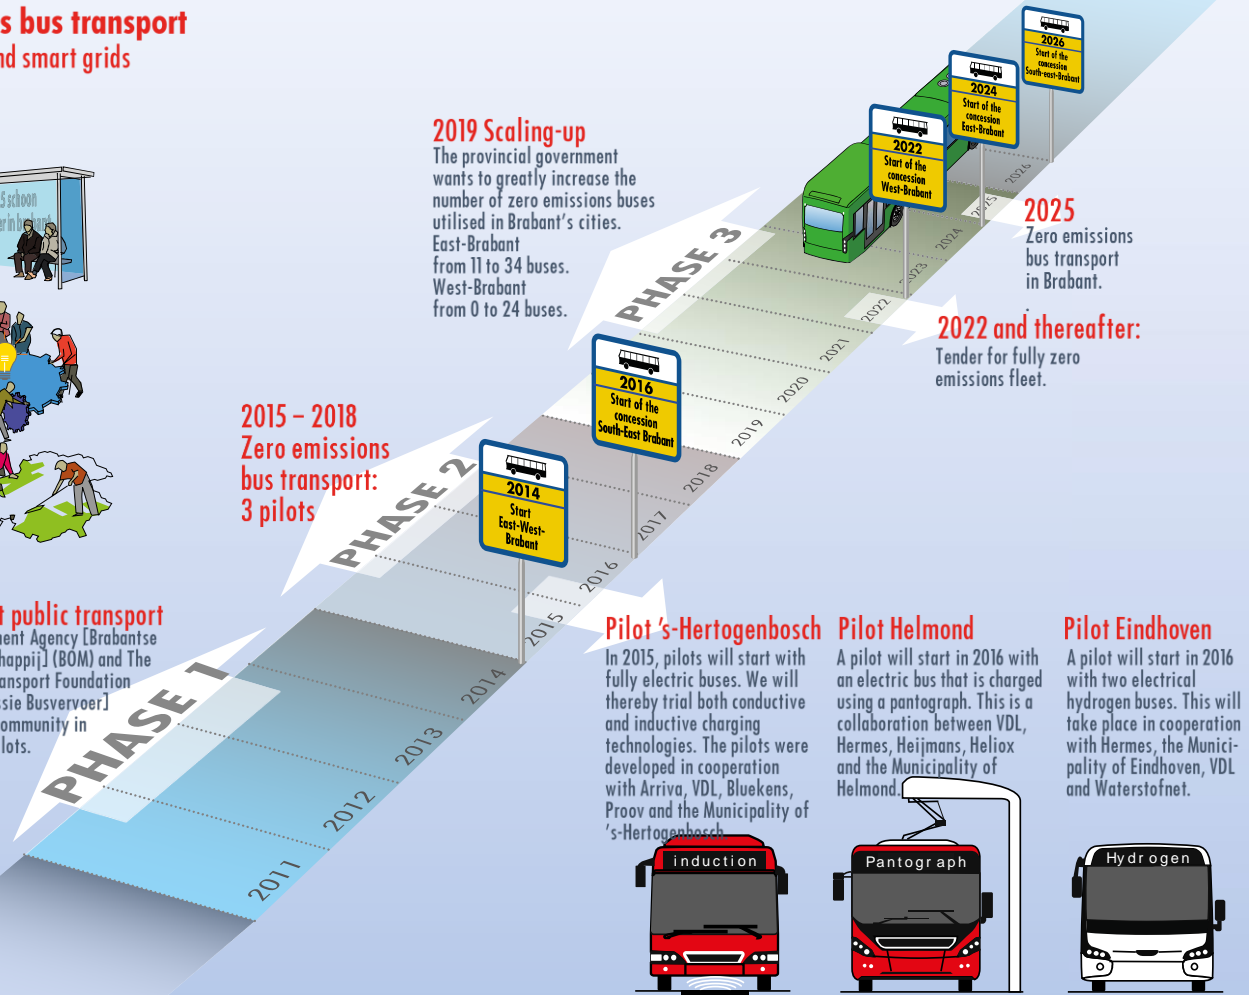 s bus transport
nd smart grids
5 schoon
er in brabant
2019 Scaling-up
The provincial government
wants to greatly increase the
number of zero emissions buses
utilised in Brabant's cities.
East-Brabant
from 11 to 34 buses.
West-Brabant
from 0 to 24 buses.
2026
Start of the
concession
South-east-Brabant
2024
Start of the
concession
East-Brabant
2022
Start of the
concession
West-Brabant
2025
Zero emissions
bus transport
in Brabant.
.
2022 and thereafter:
Tender for fully zero
emissions fleet.
PHASE 3
2026
2025
2024
2023
2022
2021
2020
2019
2016
Start of the
concession
South-East Brabant
2015 – 2018
Zero emissions
bus transport:
3 pilots
PHASE 2
2014
Start
East-West-
Brabant
2018
2017
2016
2015
t public transport
ment Agency [Brabantse
chappij] (BOM) and The
ansport Foundation
ssie Busvervoer]
ommunity in
lots.
PHASE 1
2014
2013
2012
2011
Pilot 's-Hertogenbosch
In 2015, pilots will start with
fully electric buses. We will
thereby trial both conductive
and inductive charging
technologies. The pilots were
developed in cooperation
with Arriva, VDL, Bluekens,
Proov and the Municipality of
's-Hertogenbosch.
induction
Pilot Helmond
A pilot will start in 2016 with
an electric bus that is charged
using a pantograph. This is a
collaboration between VDL,
Hermes, Heijmans, Heliox
and the Municipality of
Helmond.
Pantograph
Pilot Eindhoven
A pilot will start in 2016
with two electrical
hydrogen buses. This will
take place in cooperation
with Hermes, the Munici-
pality of Eindhoven, VDL
and Waterstofnet.
Hydrogen